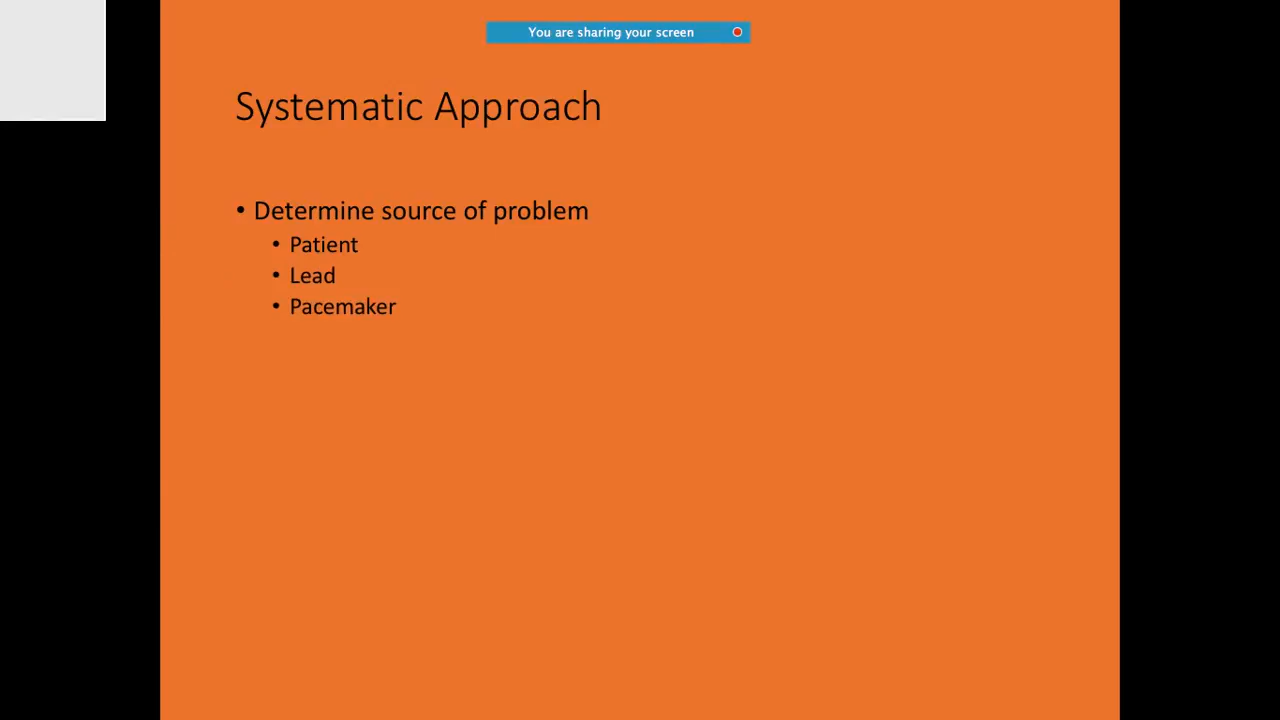 You are sharing your screen
Systematic Approach
• Determine source of problem
• Patient
• Lead
• Pacemaker